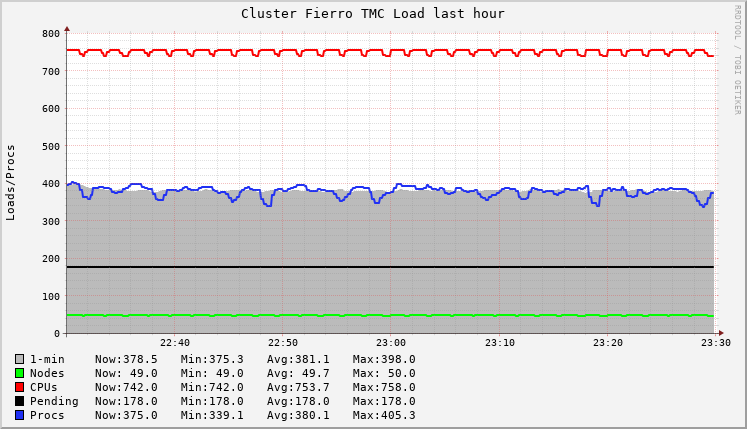 Cluster Fierro TMC Load last hour
RRDTOOL / TOBI OETIKER
Loads/Procs
800
700
600
500
400
300
200
100
0
22:40 22:50 23:00 23:10 23:20 23:30
1-min Now:378.5 Min:375.3 Avg:381.1 Max:398.0
Nodes Now: 49.0 Min: 49.0 Avg: 49.7 Max: 50.0
CPUs Now:742.0 Min:742.0 Avg:753.7 Max:758.0
Pending Now:178.0 Min:178.0 Avg:178.0 Max:178.0
Procs Now:375.0 Min:339.1 Avg:380.1 Max:405.3